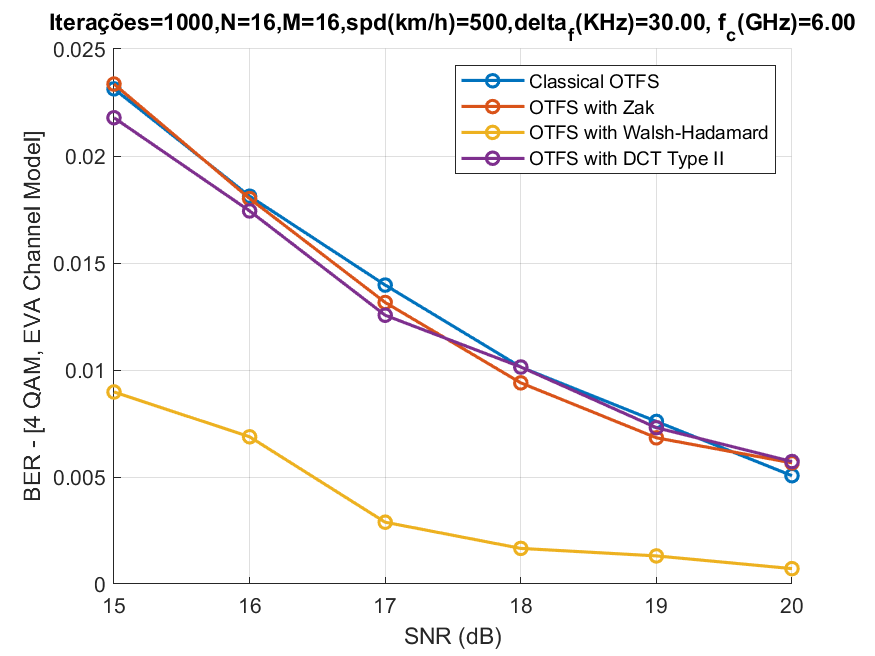 Iterações=1000,N=16,M=16,spd(km/h)=500,delta_f(KHz)=30.00, f_c(GHz)=6.00
0.025
0.02
0.015
0.01
0.005
0
BER - [4 QAM, EVA Channel Model]
Classical OTFS
OTFS with Zak
OTFS with Walsh-Hadamard
OTFS with DCT Type II
15 16 17 18 19 20
SNR (dB)